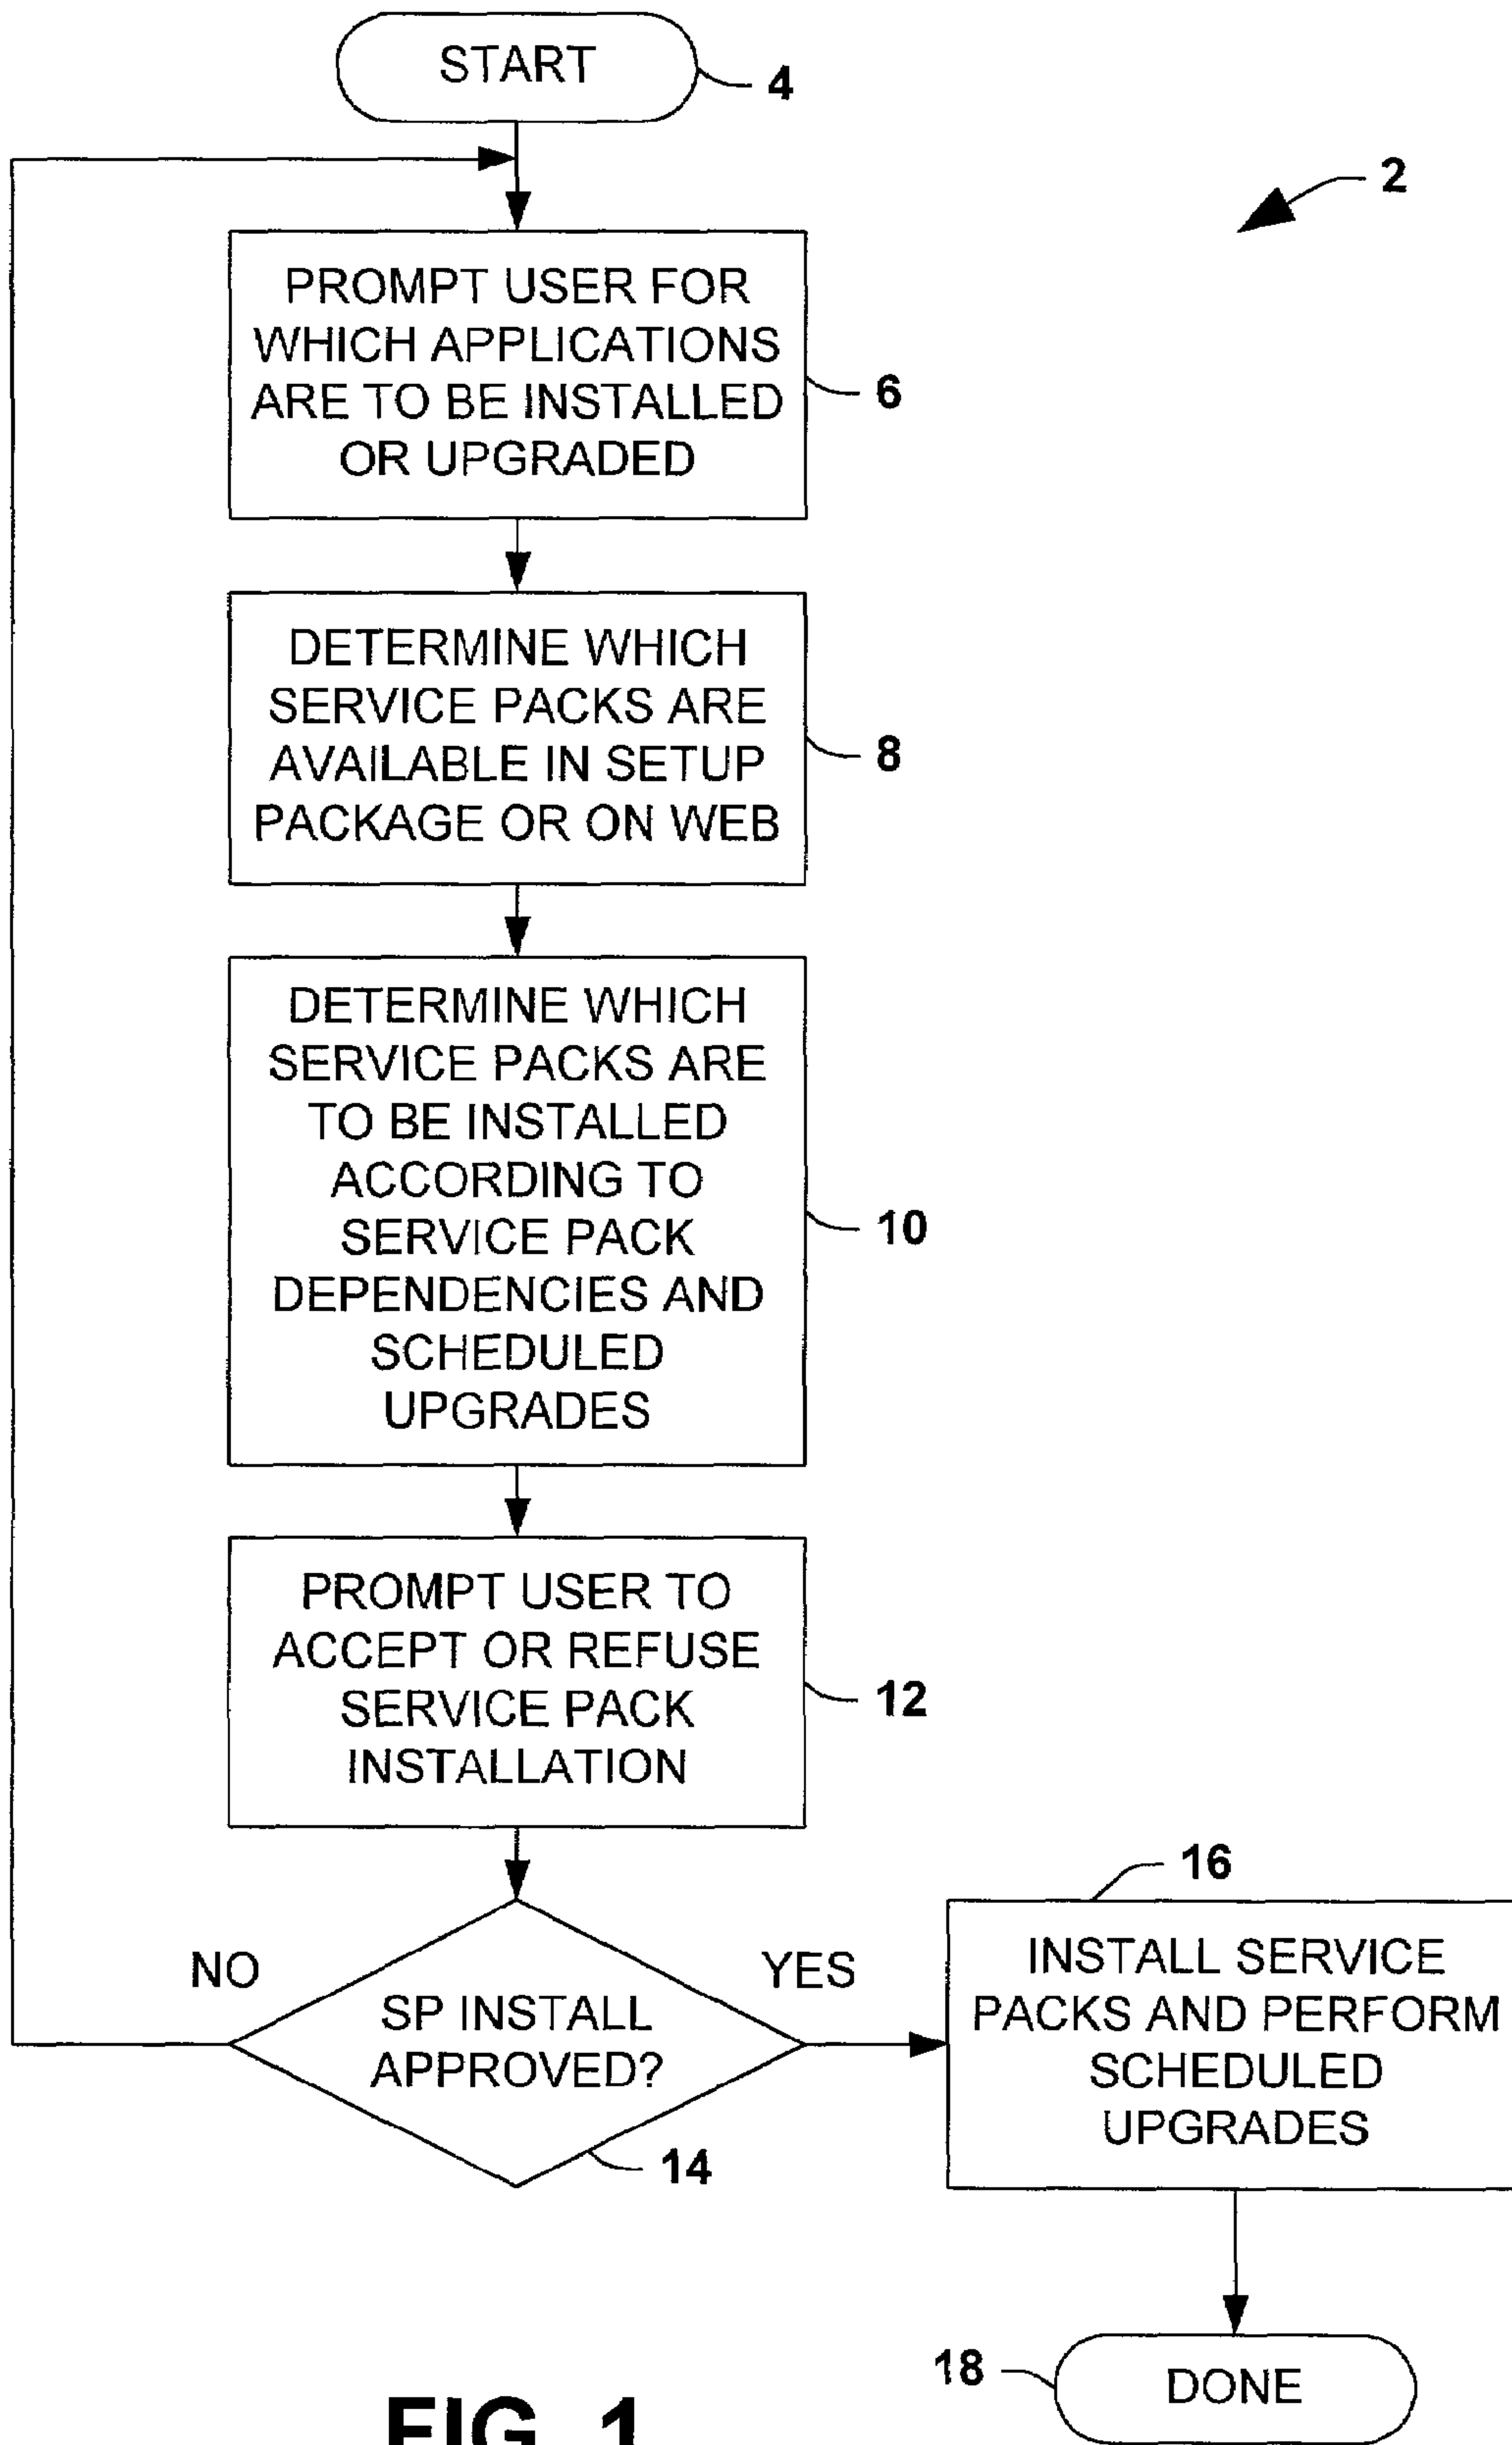 START
4
2
PROMPT USER FOR
WHICH APPLICATIONS
ARE TO BE INSTALLED
OR UPGRADED
6
DETERMINE WHICH
SERVICE PACKS ARE
AVAILABLE IN SETUP
PACKAGE OR ON WEB
8
DETERMINE WHICH
SERVICE PACKS ARE
TO BE INSTALLED
ACCORDING TO
SERVICE PACK
DEPENDENCIES AND
SCHEDULED
UPGRADES
10
PROMPT USER TO
ACCEPT OR REFUSE
SERVICE PACK
INSTALLATION
12
NO
SP INSTALL
APPROVED?
YES
14
16
INSTALL SERVICE
PACKS AND PERFORM
SCHEDULED
UPGRADES
18
DONE
FIG. 1